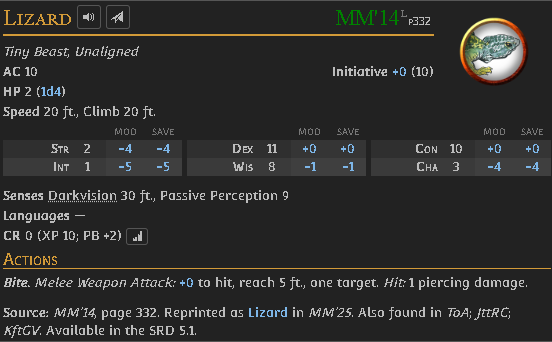 Lizard MM'14 L p332
Tiny Beast, Unaligned
AC 10 Initiative +0 (10)
HP 2 (1d4)
Speed 20 ft., Climb 20 ft.
MOD SAVE MOD SAVE MOD SAVE
Str 2 -4 -4 Dex 11 +0 +0 Con 10 +0 +0
Int 1 -5 -5 Wis 8 -1 -1 Cha 3 -4 -4
Senses Darkvision 30 ft., Passive Perception 9
Languages —
CR 0 (XP 10; PB +2)
Actions
Bite. Melee Weapon Attack: +0 to hit, reach 5 ft., one target. Hit: 1 piercing damage.
Source: MM'14, page 332. Reprinted as Lizard in MM'25. Also found in ToA; JttRC;
KftGV. Available in the SRD 5.1.